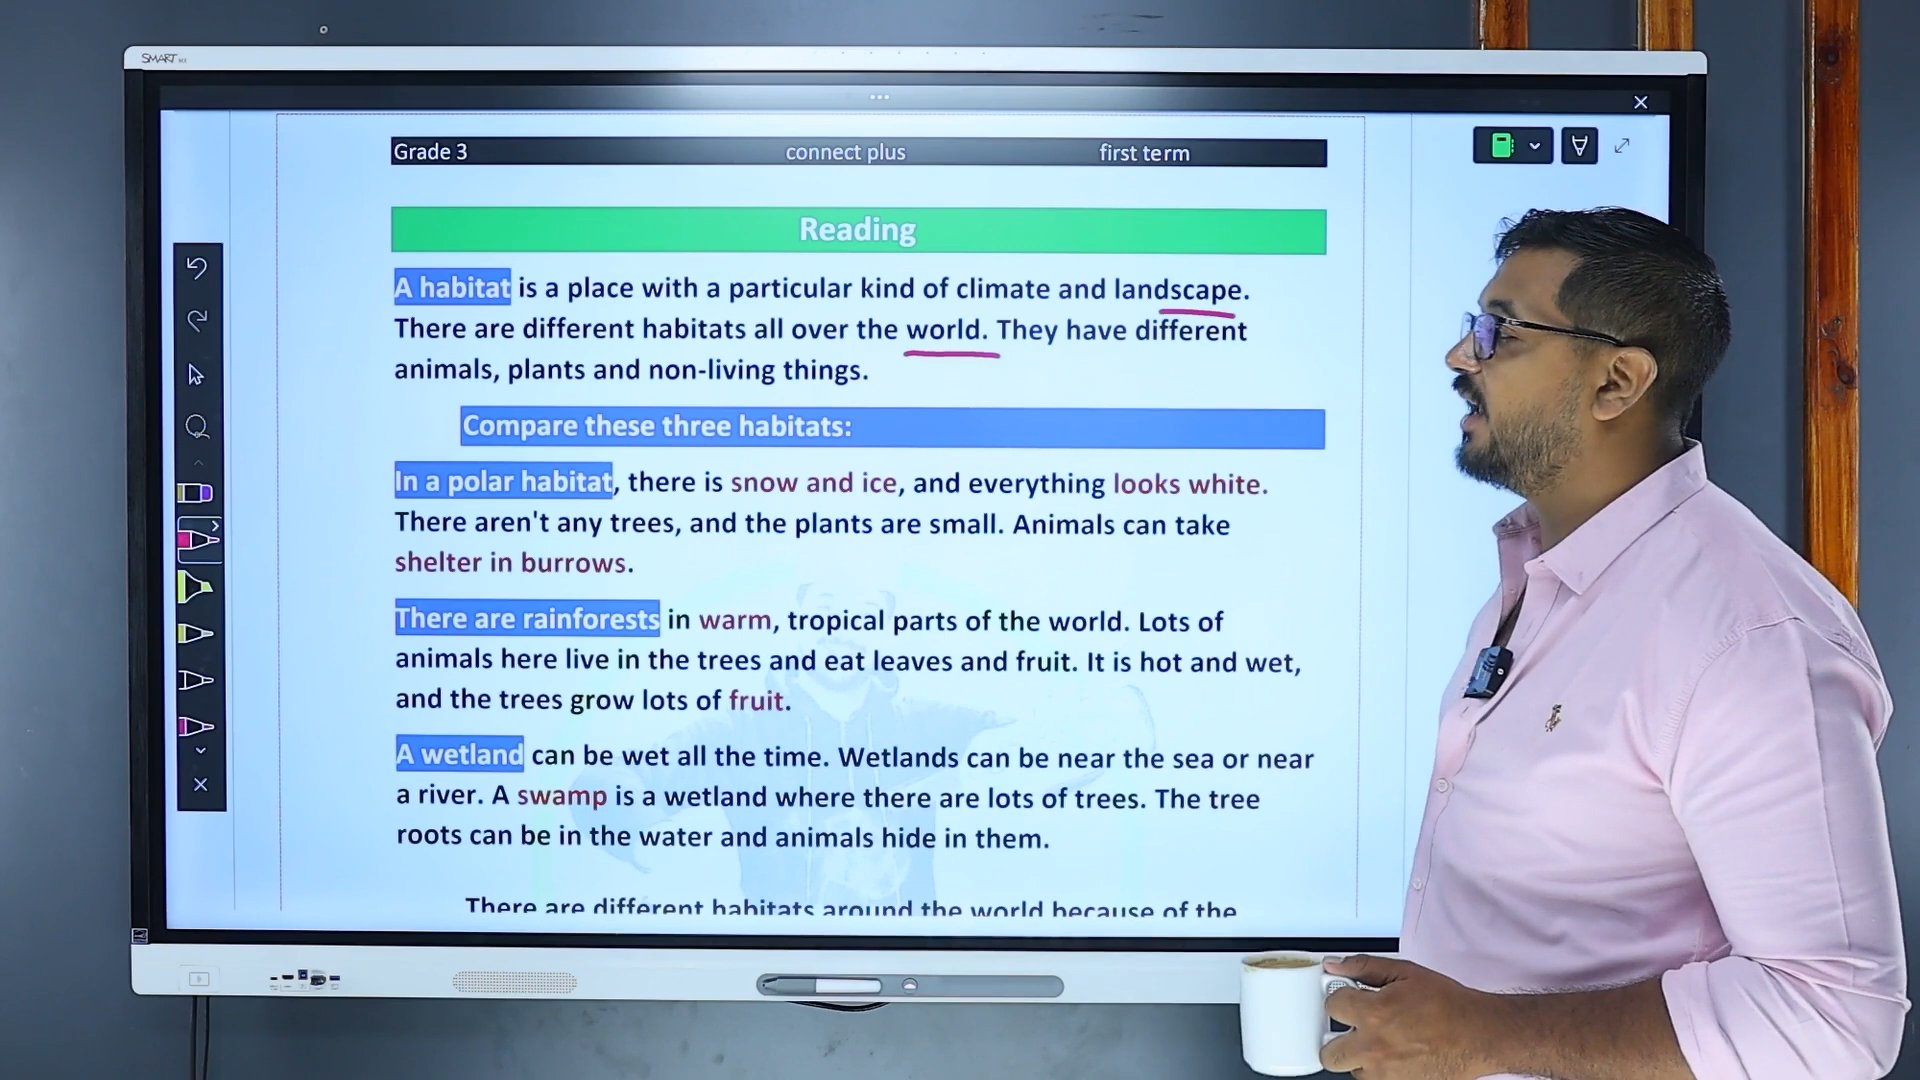 SMART
Grade 3 connect plus first term
Reading
A habitat is a place with a particular kind of climate and landscape.
There are different habitats all over the world. They have different
animals, plants and non-living things.
Compare these three habitats:
In a polar habitat, there is snow and ice, and everything looks white.
There aren't any trees, and the plants are small. Animals can take
shelter in burrows.
There are rainforests in warm, tropical parts of the world. Lots of
animals here live in the trees and eat leaves and fruit. It is hot and wet,
and the trees grow lots of fruit.
A wetland can be wet all the time. Wetlands can be near the sea or near
a river. A swamp is a wetland where there are lots of trees. The tree
roots can be in the water and animals hide in them.
There are different habitats around the world because of the